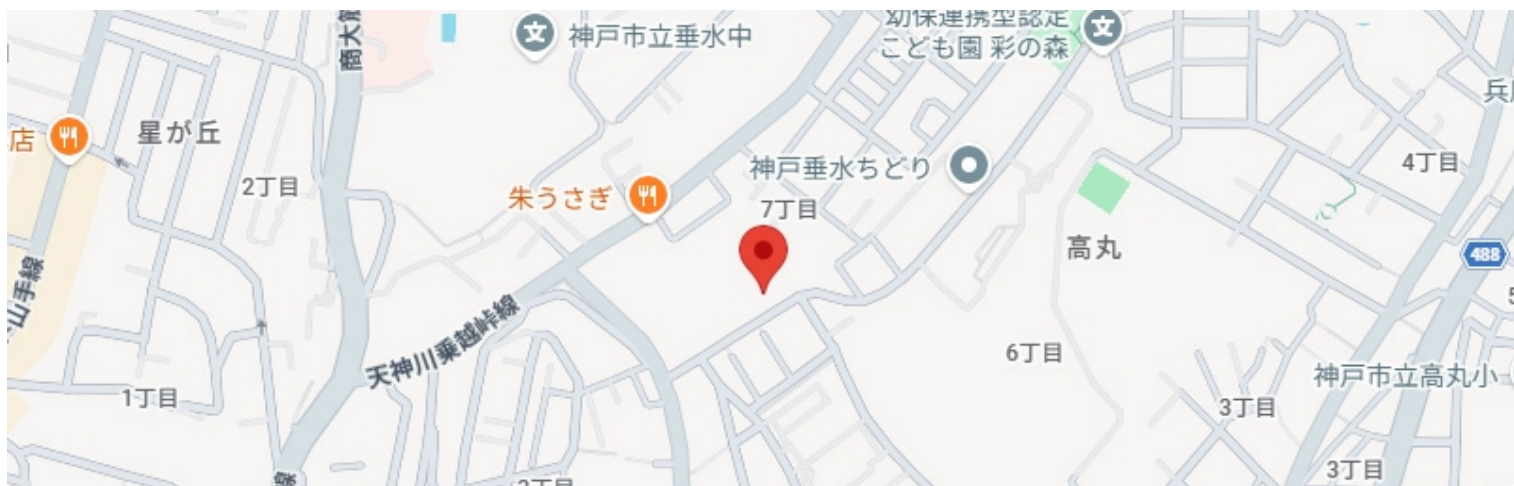 神戸市立垂水中
幼保連携型認定
こども園 彩の森
商大
店
星が丘
2丁目
朱うさぎ
神戸垂水ちどり
7丁目
4丁目
高丸
488
山手線
天神川乗越峠線
6丁目
1丁目
神戸市立高丸小
3丁目
3丁目
線